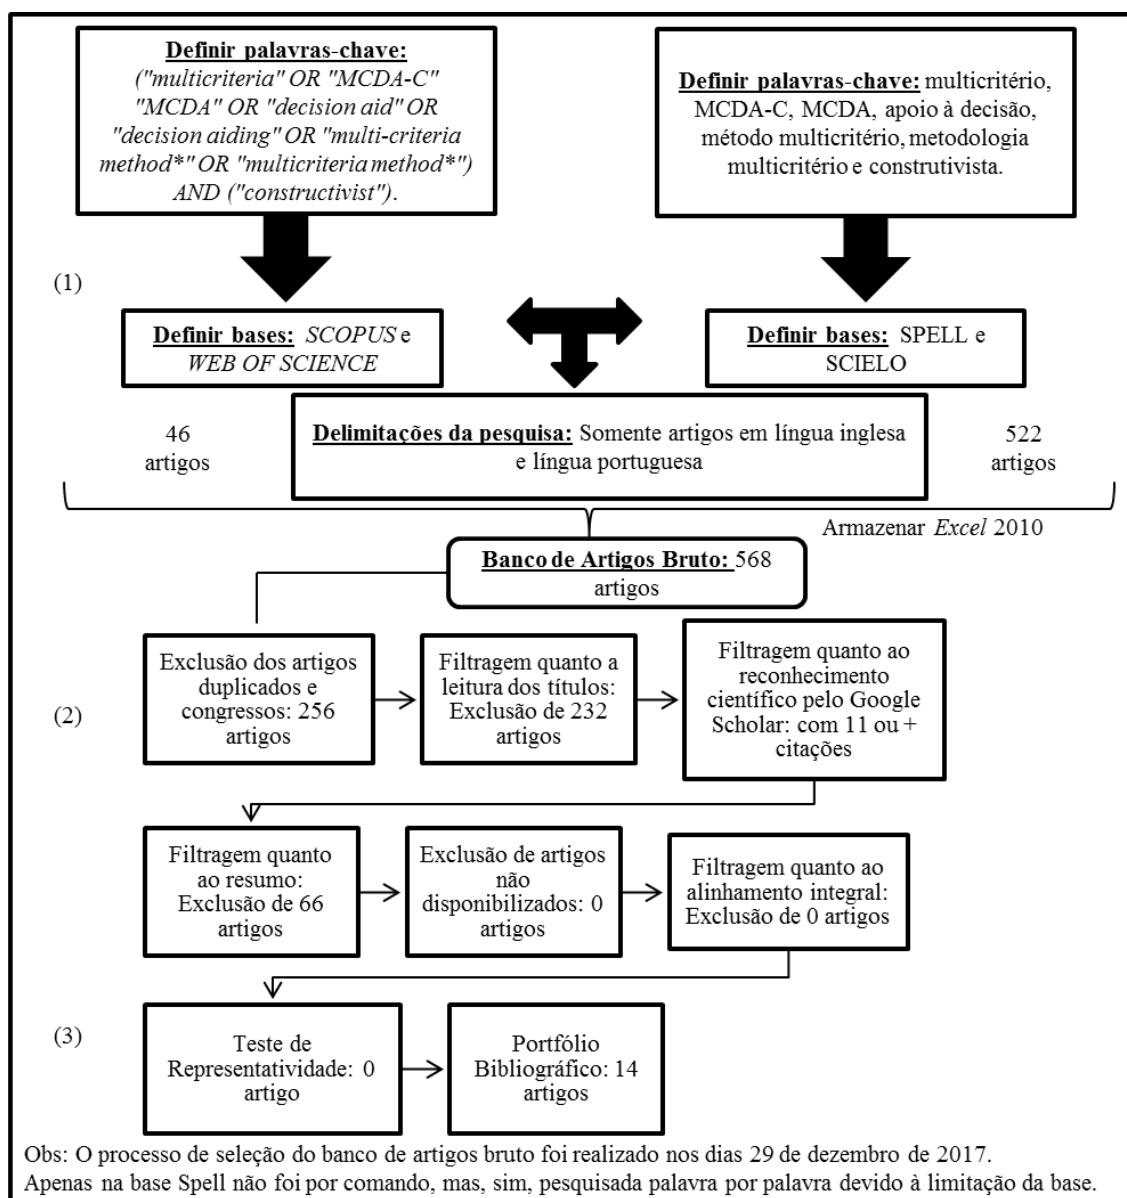 Definir palavras-chave:
("multicriteria" OR "MCDA-C"
"MCDA" OR "decision aid" OR
"decision aiding" OR "multi-criteria
method*" OR "multicriteria method*")
AND ("constructivist").
Definir palavras-chave: multicritério,
MCDA-C, MCDA, apoio à decisão,
método multicritério, metodologia
multicritério e construtivista.
(1)
Definir bases: SCOPUS e
WEB OF SCIENCE
Definir bases: SPELL e
SCIELO
46
artigos
Delimitações da pesquisa: Somente artigos em língua inglesa
e língua portuguesa
522
artigos
Armazenar Excel 2010
Banco de Artigos Bruto: 568
artigos
(2)
Exclusão dos artigos
duplicados e
congressos: 256
artigos
Filtragem quanto a
leitura dos títulos:
Exclusão de 232
artigos
Filtragem quanto ao
reconhecimento
científico pelo Google
Scholar: com 11 ou +
citações
Filtragem quanto
ao resumo:
Exclusão de 66
artigos
Exclusão de artigos
não
disponibilizados: 0
artigos
Filtragem quanto ao
alinhamento integral:
Exclusão de 0 artigos
(3)
Teste de
Representatividade: 0
artigo
Portfólio
Bibliográfico: 14
artigos
Obs: O processo de seleção do banco de artigos bruto foi realizado nos dias 29 de dezembro de 2017.
Apenas na base Spell não foi por comando, mas, sim, pesquisada palavra por palavra devido à limitação da base.